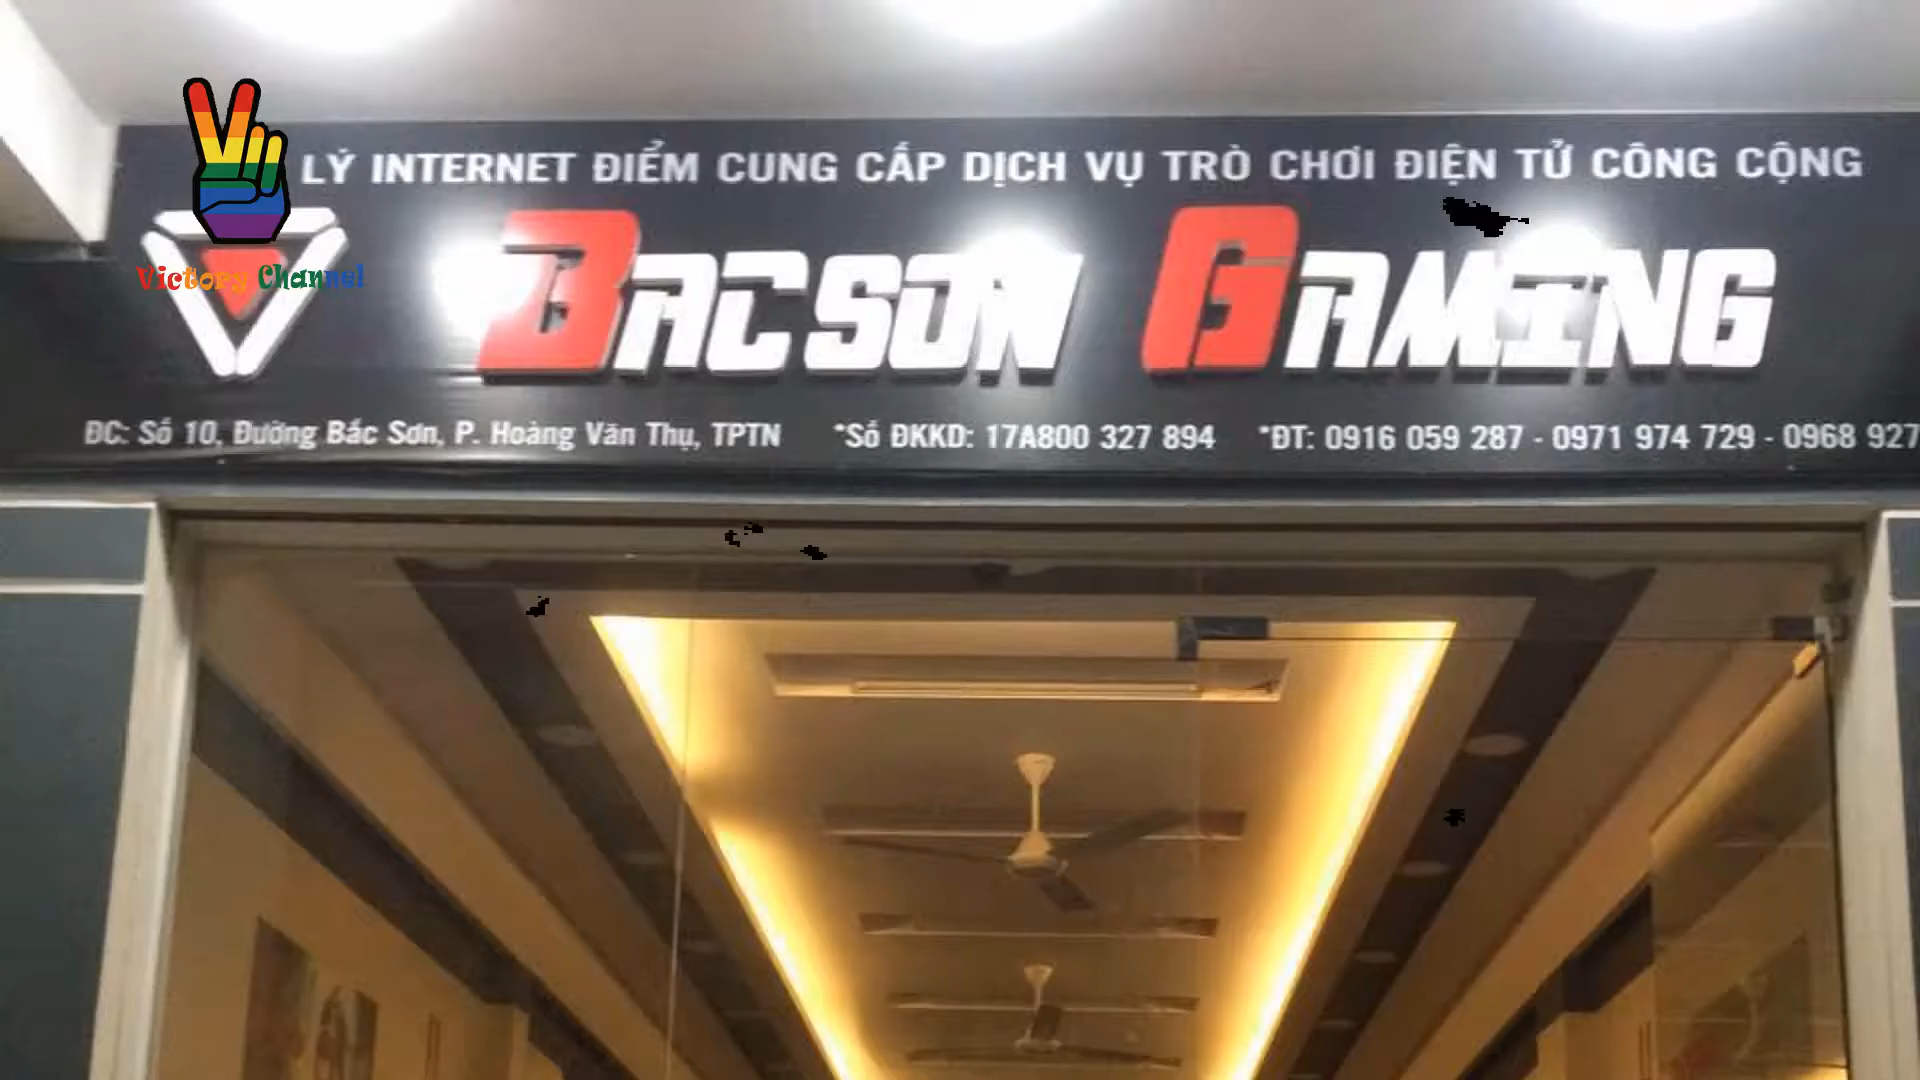 LÝ INTERNET ĐIỂM CUNG CẤP DỊCH VỤ TRÒ CHƠI ĐIỆN TỬ CÔNG CỘNG
Victory Channel
BACSON GAMING
ĐC: Số 10, Đường Bắc Sơn, P. Hoàng Văn Thụ, TPTN *Số ĐKKD: 17A800 327 894 *ĐT: 0916 059 287 - 0971 974 729 - 0968 927